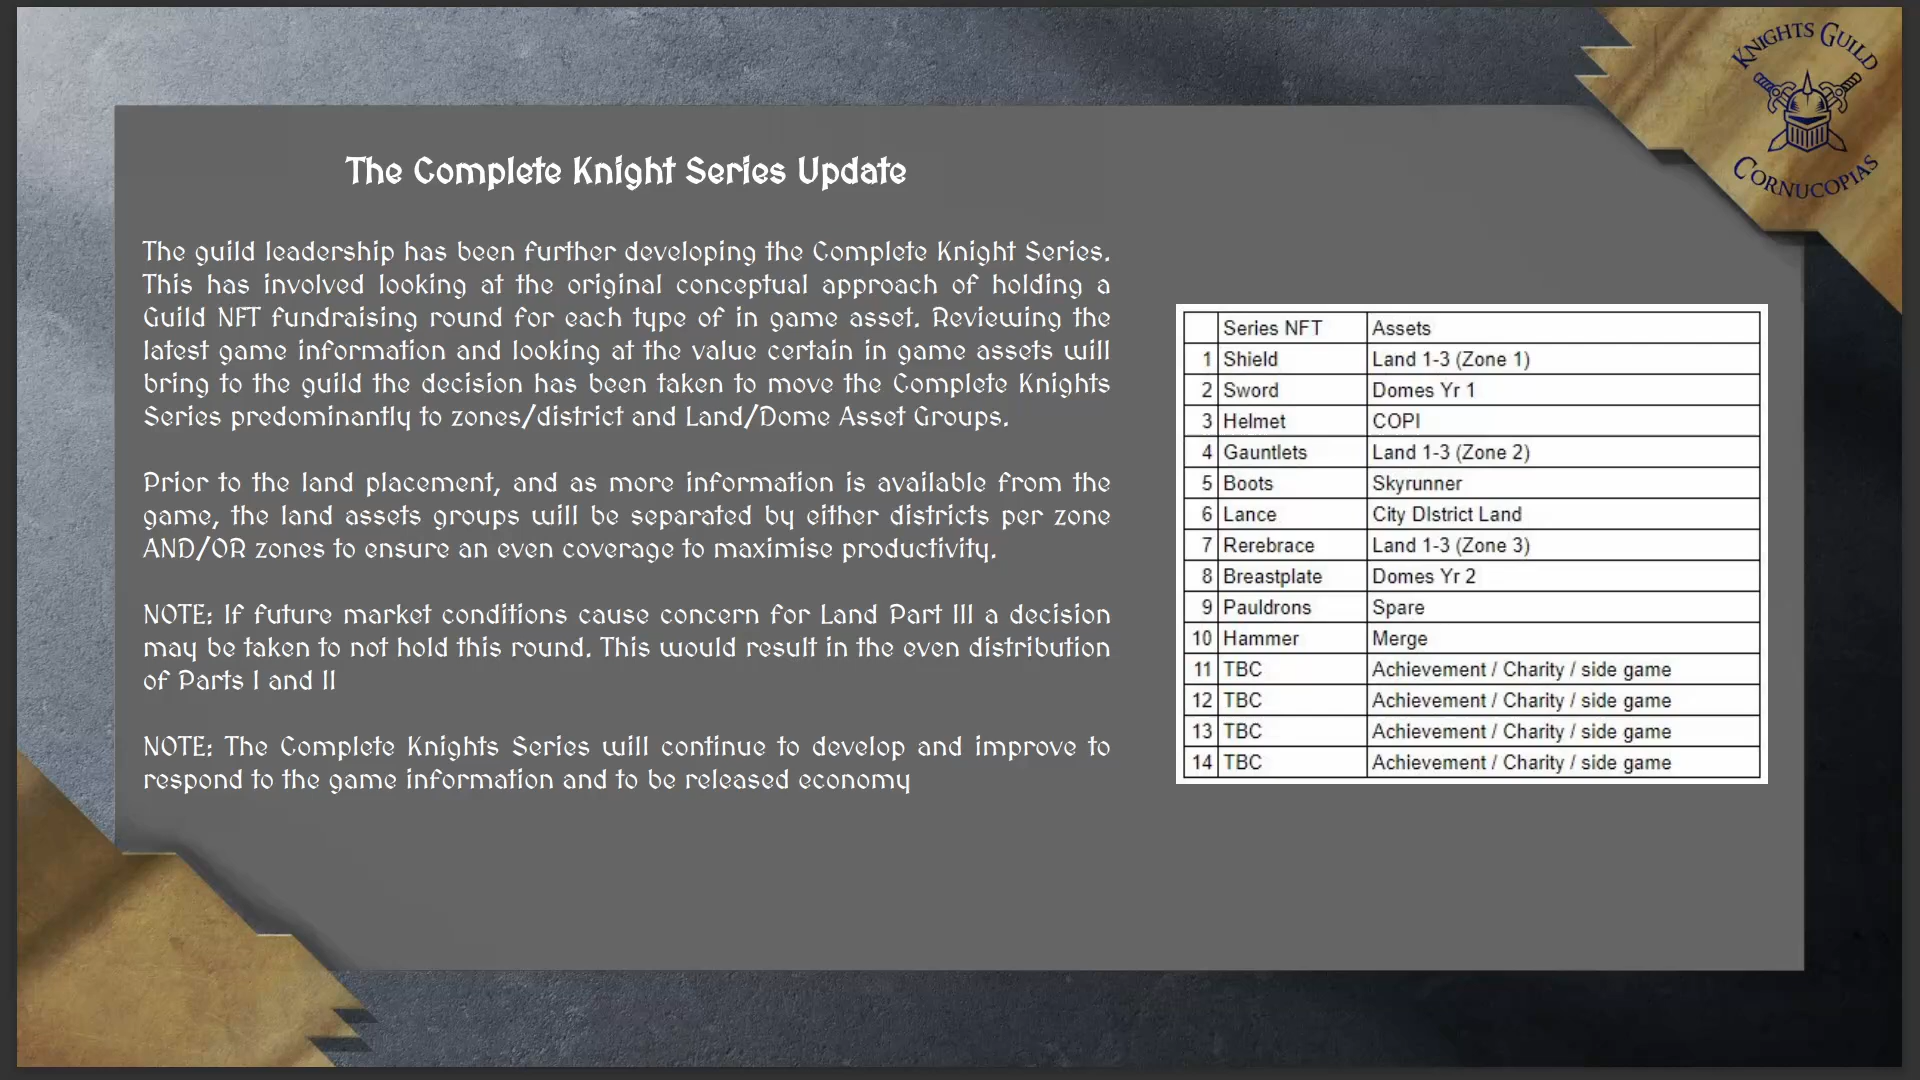 KNIGHTS GUILD
CORNUCOPIAS
The Complete Knight Series Update
The guild leadership has been further developing the Complete Knight Series.
This has involved looking at the original conceptual approach of holding a
Guild NFT fundraising round for each type of in game asset. Reviewing the
latest game information and looking at the value certain in game assets will
bring to the guild the decision has been taken to move the Complete Knights
Series predominantly to zones/district and Land/Dome Asset Groups.
Prior to the land placement, and as more information is available from the
game, the land assets groups will be separated by either districts per zone
AND/OR zones to ensure an even coverage to maximise productivity.
NOTE: If future market conditions cause concern for Land Part III a decision
may be taken to not hold this round. This would result in the even distribution
of Parts I and II
NOTE: The Complete Knights Series will continue to develop and improve to
respond to the game information and to be released economy
Series NFT Assets
1 Shield Land 1-3 (Zone 1)
2 Sword Domes Yr 1
3 Helmet COPI
4 Gauntlets Land 1-3 (Zone 2)
5 Boots Skyrunner
6 Lance City DIstrict Land
7 Rerebrace Land 1-3 (Zone 3)
8 Breastplate Domes Yr 2
9 Pauldrons Spare
10 Hammer Merge
11 TBC Achievement / Charity / side game
12 TBC Achievement / Charity / side game
13 TBC Achievement / Charity / side game
14 TBC Achievement / Charity / side game